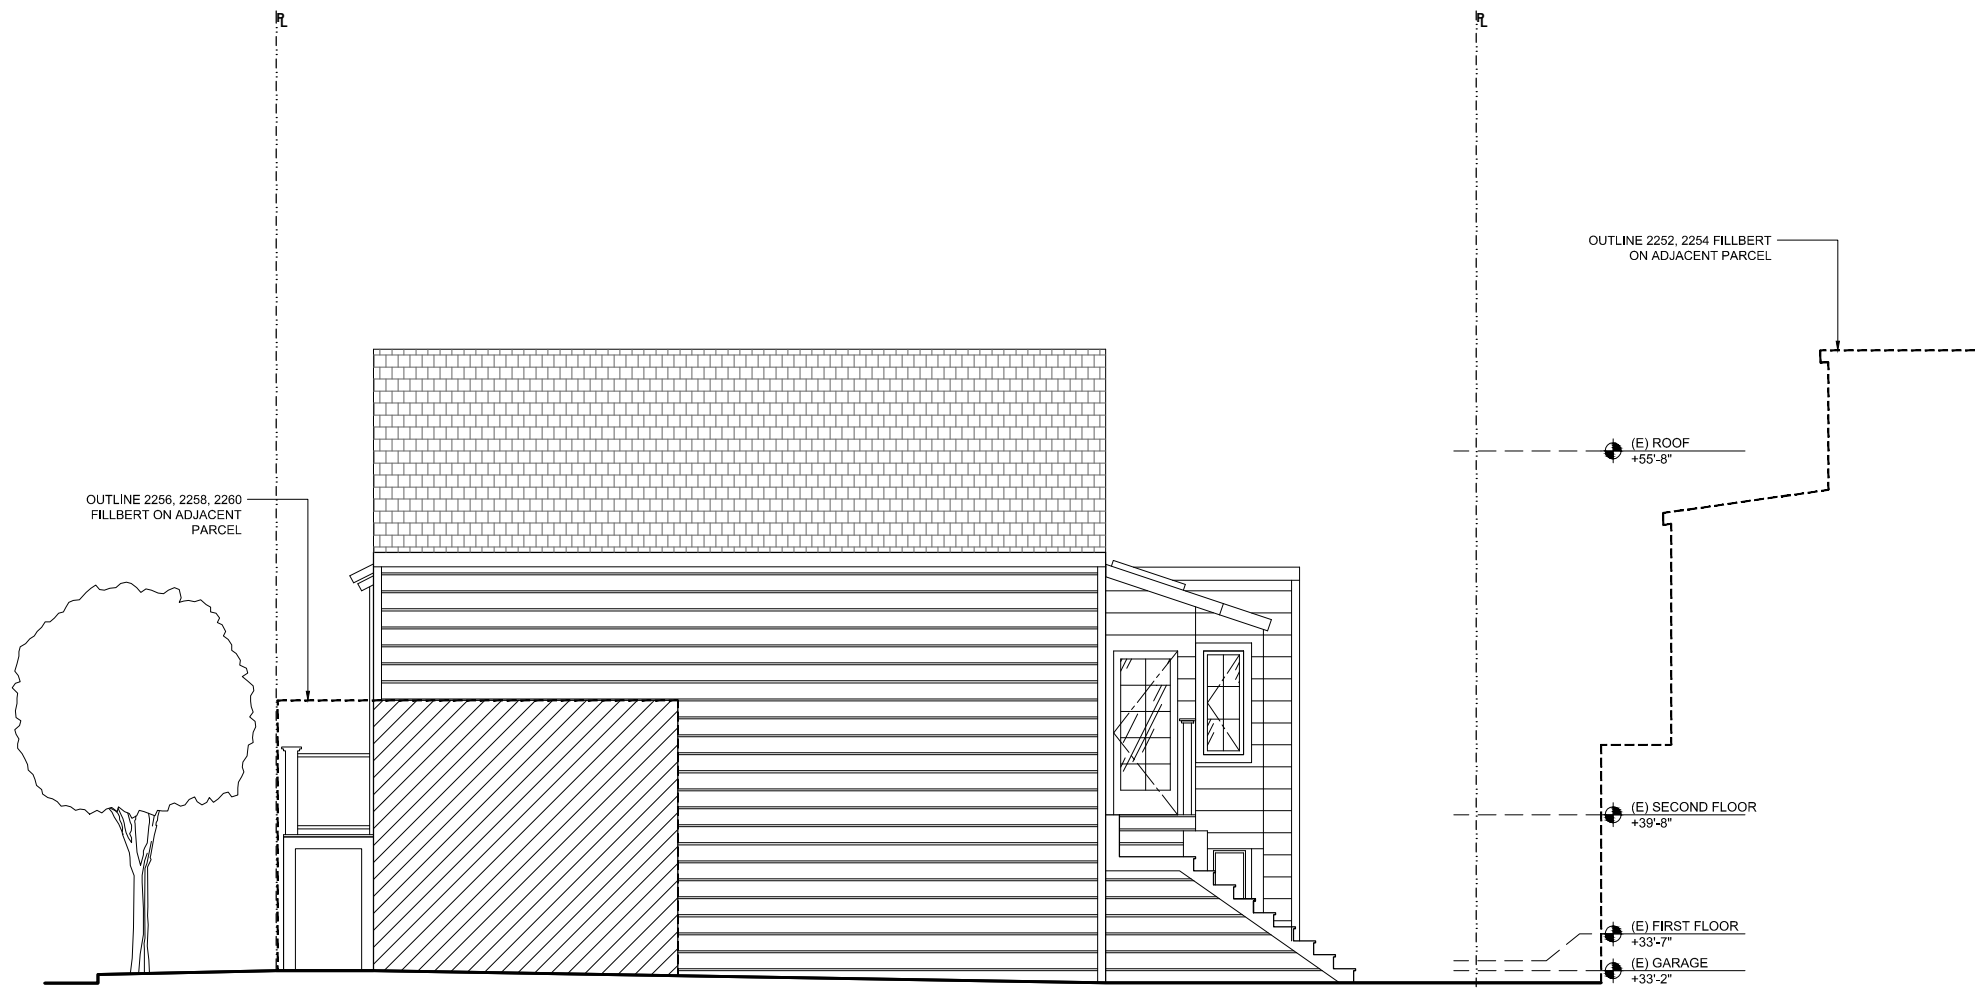 PL
PL
OUTLINE 2252, 2254 FILLBERT
ON ADJACENT PARCEL
(E) ROOF
+55'-8"
OUTLINE 2256, 2258, 2260
FILLBERT ON ADJACENT
PARCEL
(E) SECOND FLOOR
+39'-8"
(E) FIRST FLOOR
+33'-7"
(E) GARAGE
+33'-2"